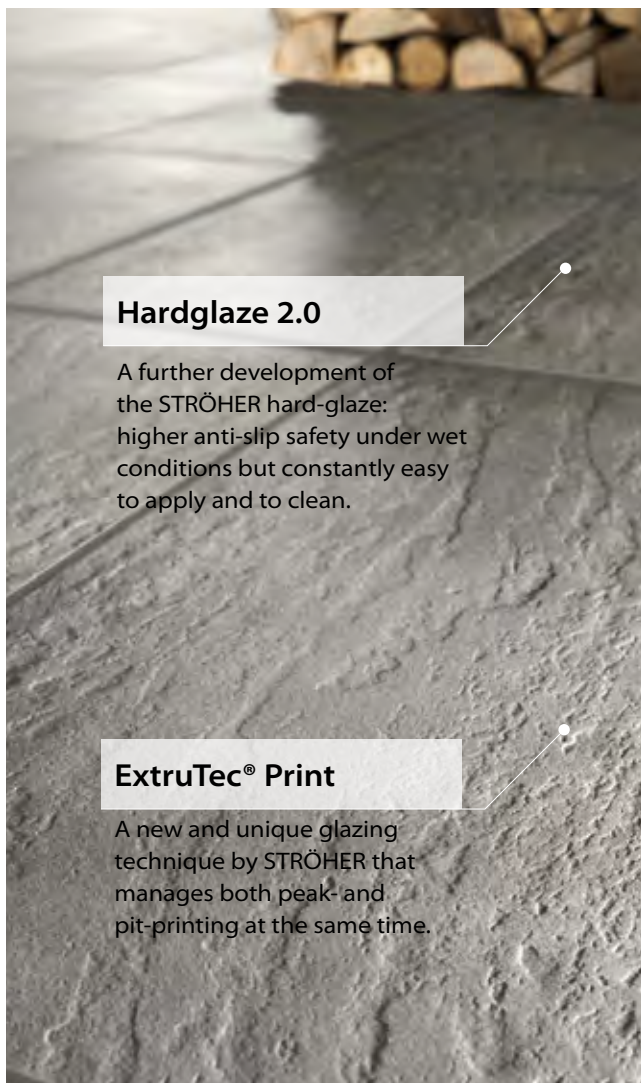 Hardglaze 2.0
A further development of
the STRÖHER hard-glaze:
higher anti-slip safety under wet
conditions but constantly easy
to apply and to clean.
ExtruTec® Print
A new and unique glazing
technique by STRÖHER that
manages both peak- and
pit-printing at the same time.